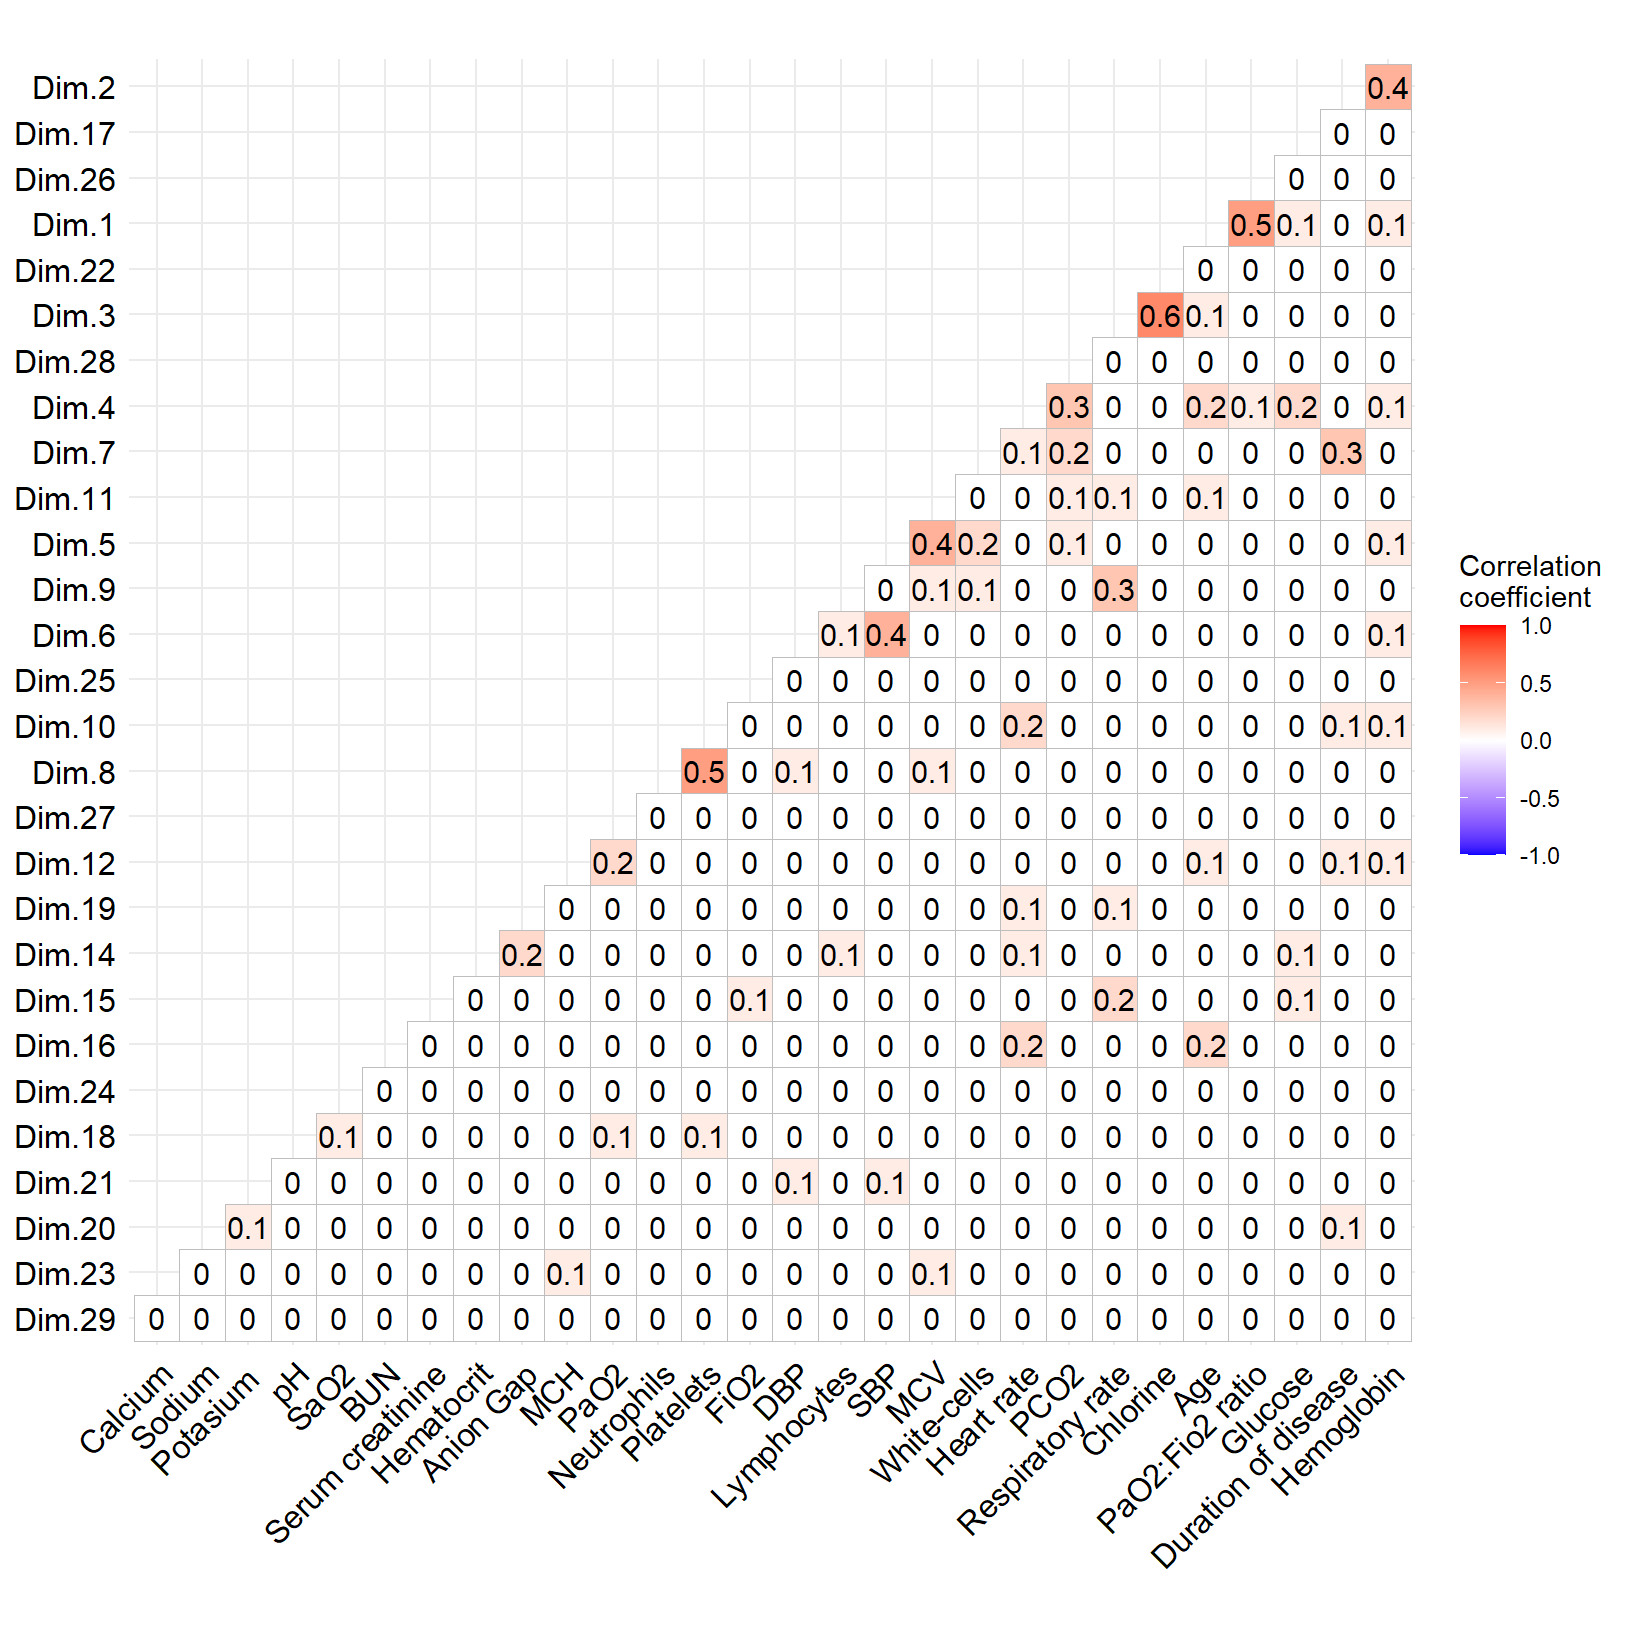 Dim.2 0.4
Dim.17 0 0
Dim.26 0 0 0
Dim.1 0.5 0.1 0 0.1
Dim.22 0 0 0 0 0
Dim.3 0.6 0.1 0 0 0 0
Dim.28 0 0 0 0 0 0 0
Dim.4 0.3 0 0 0.2 0.1 0.2 0 0.1
Dim.7 0.1 0.2 0 0 0 0 0 0.3 0
Dim.11 0 0 0.1 0.1 0 0.1 0 0 0 0
Dim.5 0.4 0.2 0 0.1 0 0 0 0 0 0 0.1
Dim.9 0 0.1 0.1 0 0 0.3 0 0 0 0 0 0
Dim.6 0.1 0.4 0 0 0 0 0 0 0 0 0 0 0.1
Dim.25 0 0 0 0 0 0 0 0 0 0 0 0 0 0
Dim.10 0 0 0 0 0 0 0.2 0 0 0 0 0 0 0.1 0.1
Dim.8 0.5 0 0.1 0 0 0.1 0 0 0 0 0 0 0 0 0 0
Dim.27 0 0 0 0 0 0 0 0 0 0 0 0 0 0 0 0 0
Dim.12 0.2 0 0 0 0 0 0 0 0 0 0 0 0 0.1 0 0 0.1 0.1
Dim.19 0 0 0 0 0 0 0 0 0 0 0.1 0 0.1 0 0 0 0 0 0
Dim.14 0.2 0 0 0 0 0 0 0.1 0 0 0 0.1 0 0 0 0 0 0.1 0 0
Dim.15 0 0 0 0 0 0 0.1 0 0 0 0 0 0 0 0.2 0 0 0 0.1 0 0
Dim.16 0 0 0 0 0 0 0 0 0 0 0 0 0 0.2 0 0 0 0.2 0 0 0 0
Dim.24 0 0 0 0 0 0 0 0 0 0 0 0 0 0 0 0 0 0 0 0 0 0 0
Dim.18 0.1 0 0 0 0 0 0.1 0 0.1 0 0 0 0 0 0 0 0 0 0 0 0 0 0 0
Dim.21 0 0 0 0 0 0 0 0 0 0 0 0.1 0 0.1 0 0 0 0 0 0 0 0 0 0 0
Dim.20 0.1 0 0 0 0 0 0 0 0 0 0 0 0 0 0 0 0 0 0 0 0 0 0 0 0.1 0
Dim.23 0 0 0 0 0 0 0 0 0.1 0 0 0 0 0 0 0 0.1 0 0 0 0 0 0 0 0 0 0
Dim.29 0 0 0 0 0 0 0 0 0 0 0 0 0 0 0 0 0 0 0 0 0 0 0 0 0 0 0 0
Calcium
Sodium
Potasium
pH
SaO2
BUN
Serum creatinine
Hematocrit
Anion Gap
MCH
PaO2
Neutrophils
Platelets
FiO2
DBP
Lymphocytes
SBP
MCV
White-cells
Heart rate
PCO2
Respiratory rate
Chlorine
Age
PaO2:Fio2 ratio
Glucose
Duration of disease
Hemoglobin
Correlation
coefficient
1.0
0.5
0.0
-0.5
-1.0